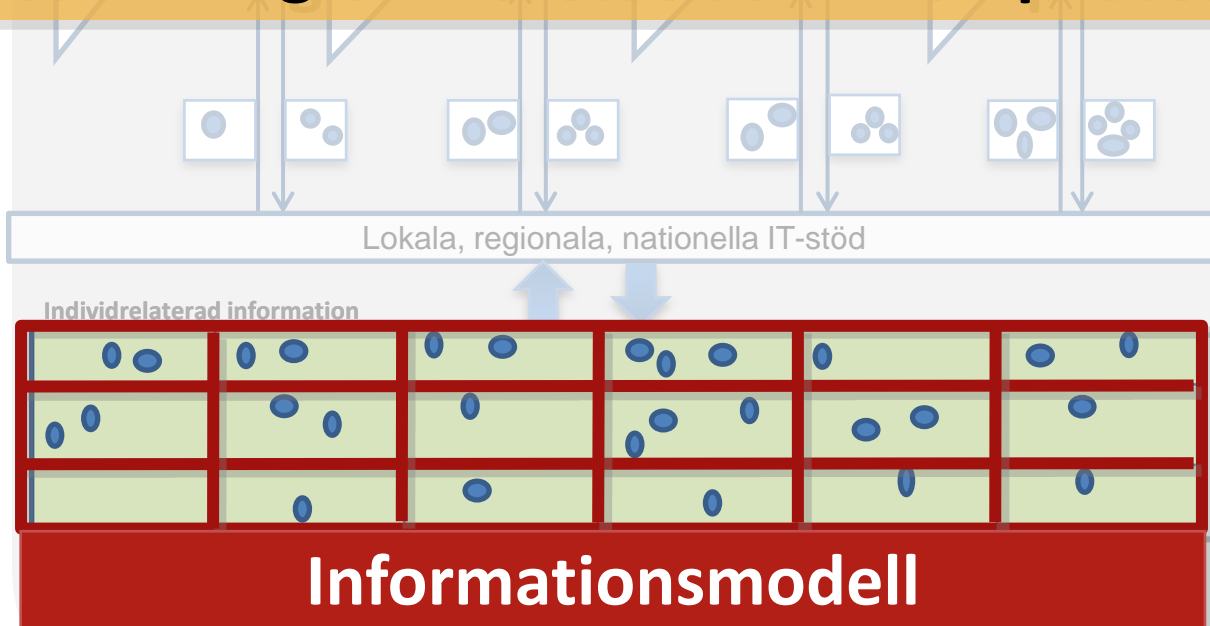 Lokala, regionala, nationella IT-stöd
Individrelaterad information
Informationsmodell